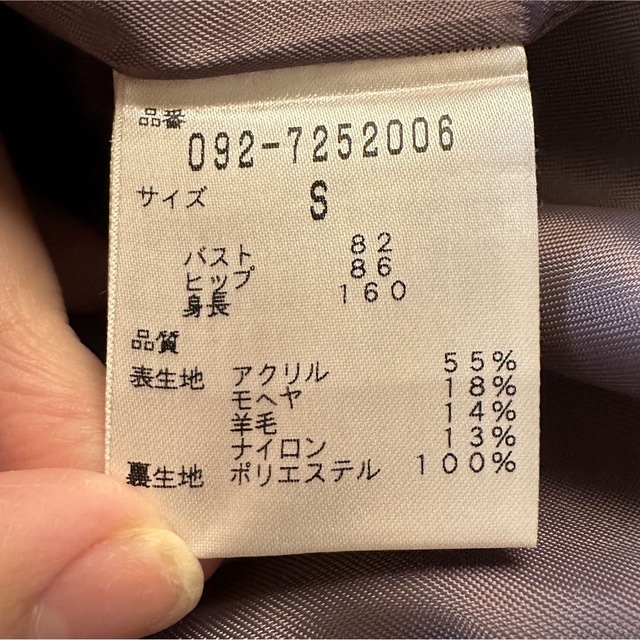 品番
092-7252006
サイズ S
バスト 82
ヒップ 86
身長 160
品質
表生地 アクリル 55%
モヘヤ 18%
羊毛 14%
ナイロン 13%
裏生地 ポリエステル 100%